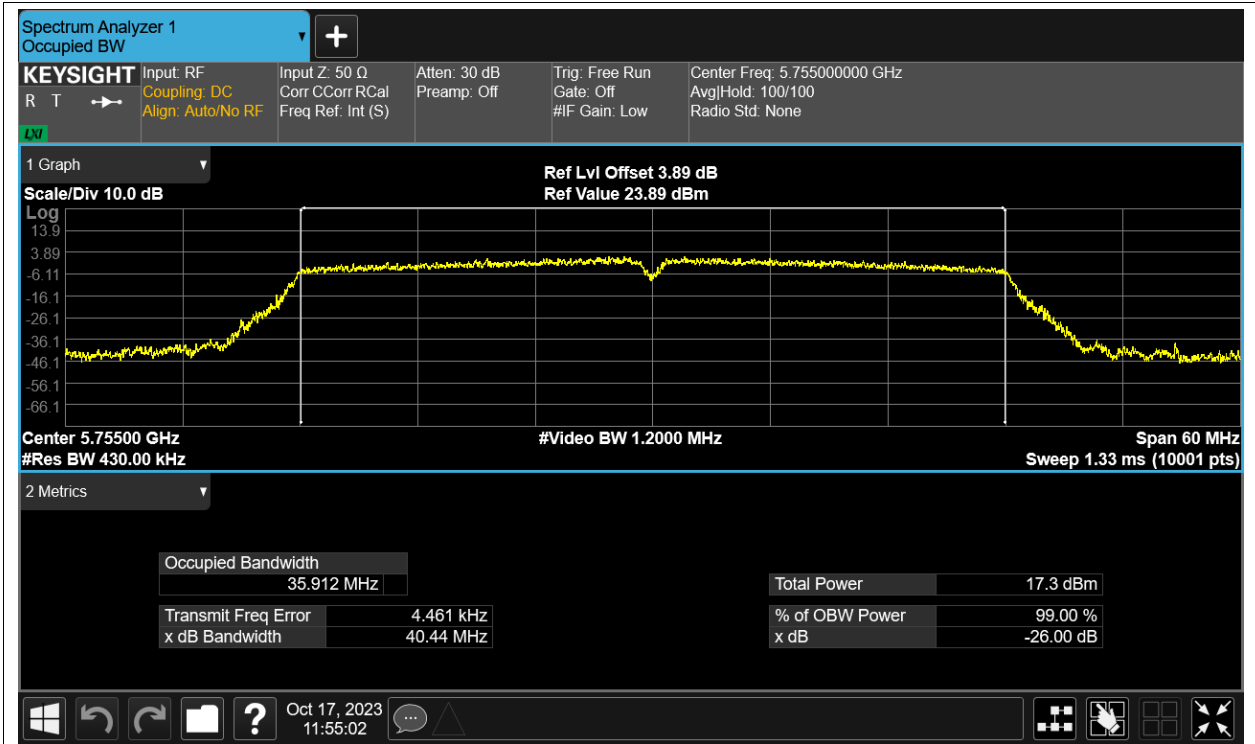 Spectrum Analyzer 1
Occupied BW
KEYSIGHT
R T
LXI
Input: RF
Coupling: DC
Align: Auto/No RF
Input Z: 50 Ω
Corr CCorr RCal
Freq Ref: Int (S)
Atten: 30 dB
Preamp: Off
Trig: Free Run
Gate: Off
#IF Gain: Low
Center Freq: 5.755000000 GHz
Avg|Hold: 100/100
Radio Std: None
1 Graph
Scale/Div 10.0 dB
Ref Lvl Offset 3.89 dB
Ref Value 23.89 dBm
Log
13.9
3.89
-6.11
-16.1
-26.1
-36.1
-46.1
-56.1
-66.1
Center 5.75500 GHz
#Video BW 1.2000 MHz
Span 60 MHz
#Res BW 430.00 kHz
Sweep 1.33 ms (10001 pts)
2 Metrics
Occupied Bandwidth
35.912 MHz
Total Power 17.3 dBm
Transmit Freq Error 4.461 kHz
% of OBW Power 99.00 %
x dB Bandwidth 40.44 MHz
x dB -26.00 dB
?
Oct 17, 2023
11:55:02